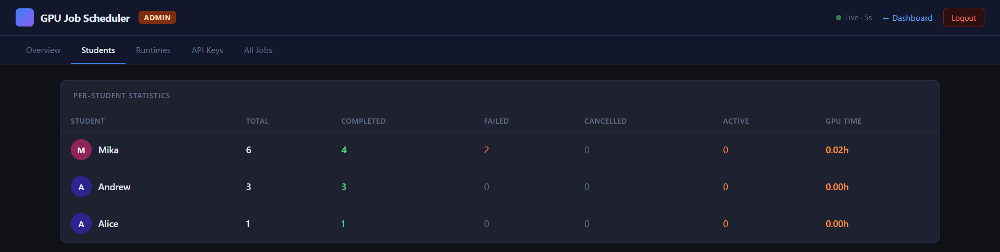 GPU Job Scheduler ADMIN Live · 5s ← Dashboard Logout
Overview Students Runtimes API Keys All Jobs
PER-STUDENT STATISTICS
STUDENT TOTAL COMPLETED FAILED CANCELLED ACTIVE GPU TIME
M Mika 6 4 2 0 0 0.02h
A Andrew 3 3 0 0 0 0.00h
A Alice 1 1 0 0 0 0.00h